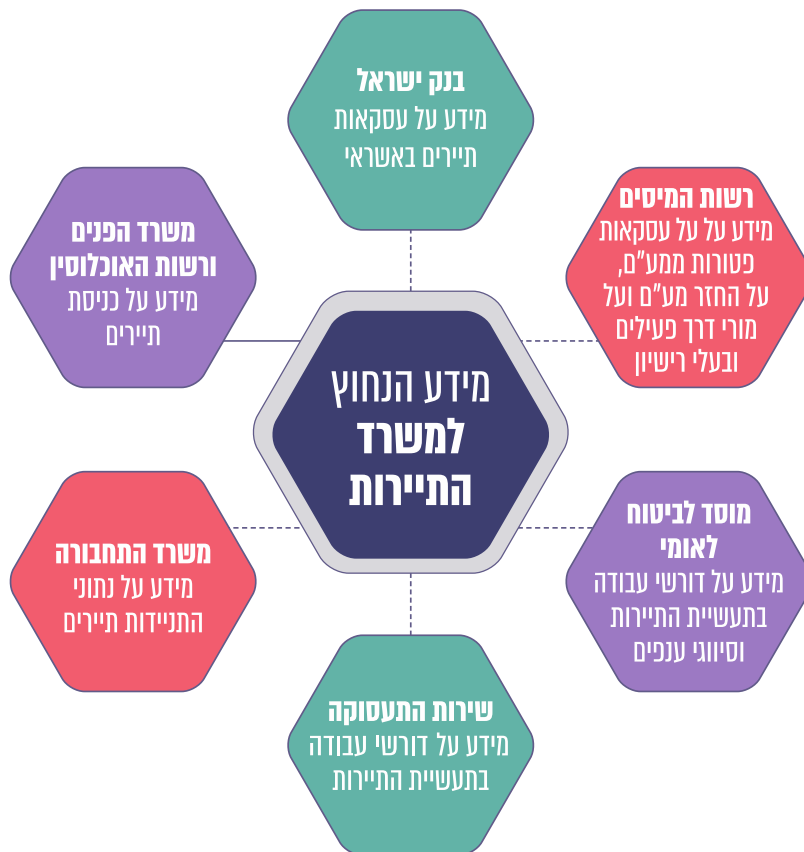 בנק ישראל
מידע על עסקאות
תיירים באשראי
רשות המיסים
מידע על על עסקאות
פטורות ממע"ם,
על החזר מע"ם ועל
מורי דרך פעילים
ובעלי רישיון
משרד הפנים
ורשות האוכלוסין
מידע על כניסת
תיירים
מידע הנחוץ
למשרד
התיירות
מוסד לביטוח
לאומי
מידע על דורשי עבודה
בתעשיית התיירות
וסיווגי ענפים
משרד התחבורה
מידע על נתוני
התניידות תיירים
שירות התעסוקה
מידע על דורשי עבודה
בתעשיית התיירות